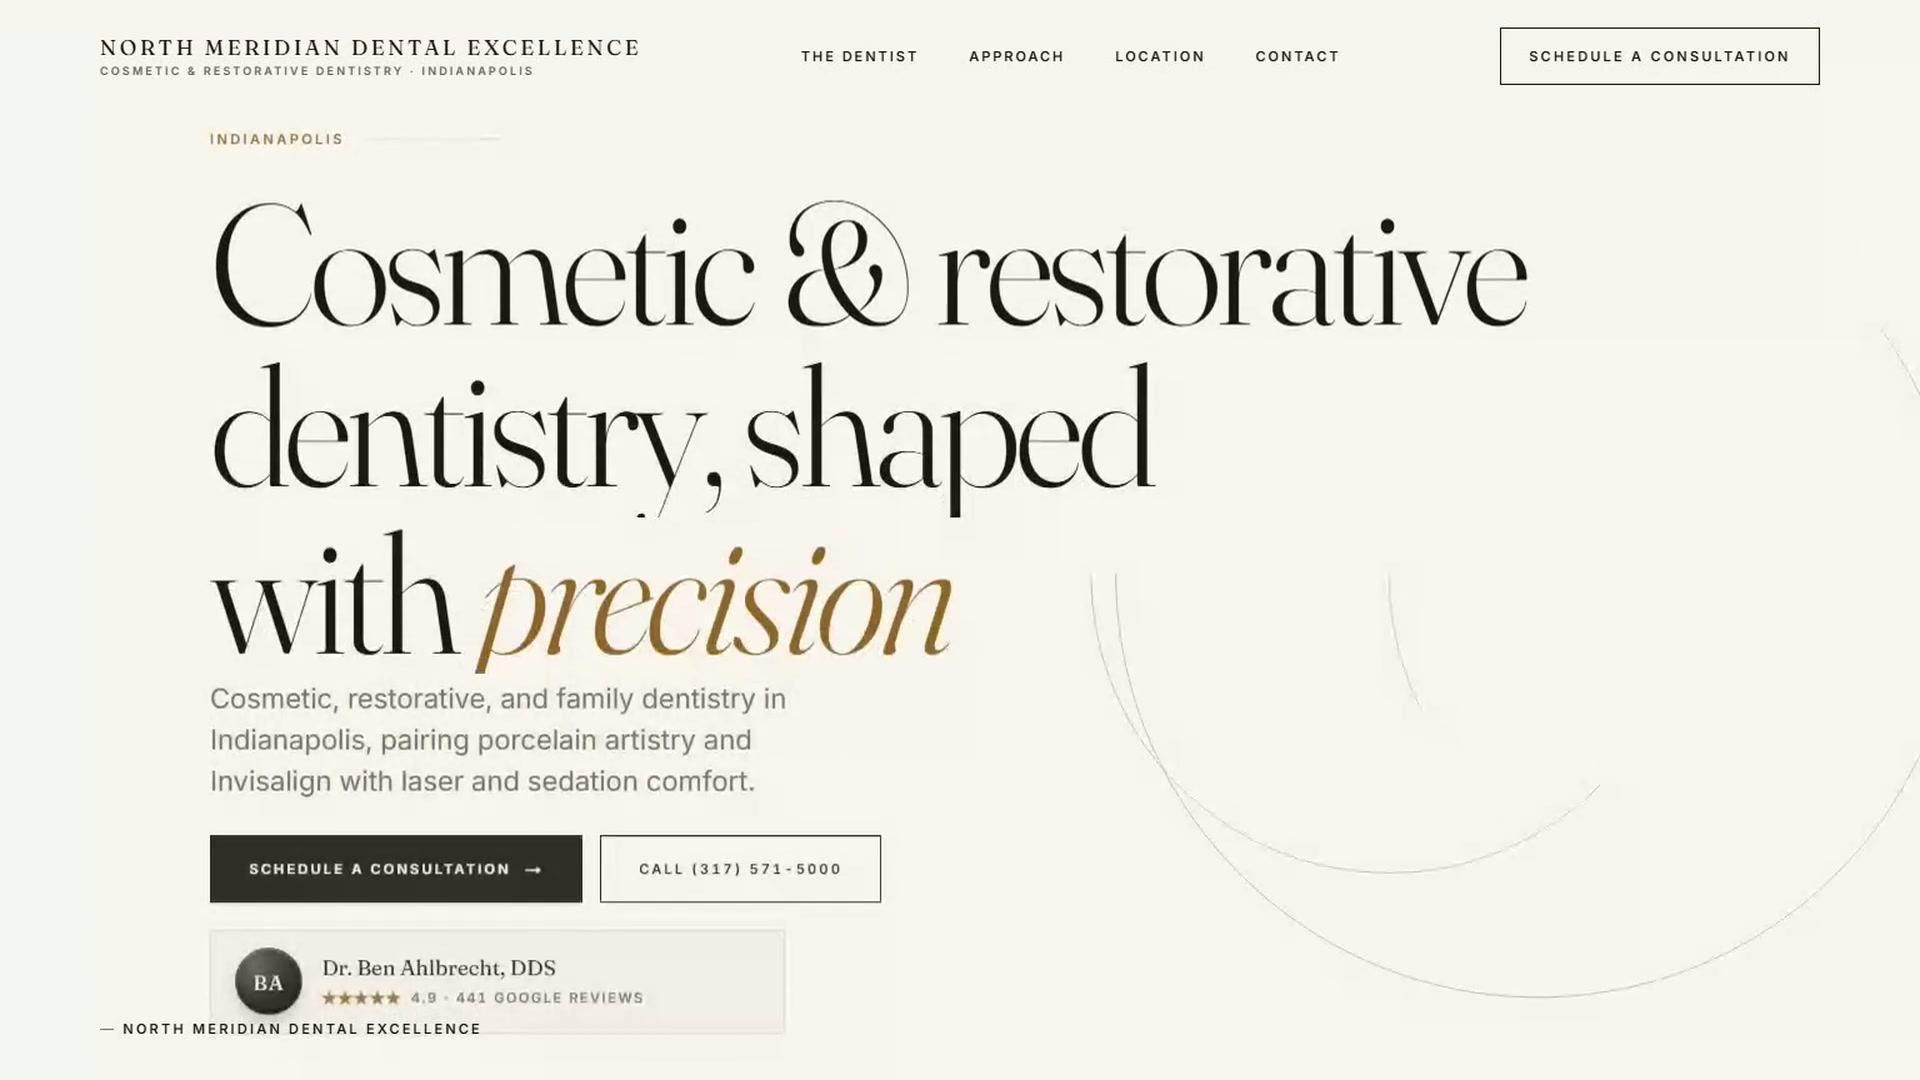 NORTH MERIDIAN DENTAL EXCELLENCE
COSMETIC & RESTORATIVE DENTISTRY · INDIANAPOLIS
THE DENTIST
APPROACH
LOCATION
CONTACT
SCHEDULE A CONSULTATION
INDIANAPOLIS
Cosmetic & restorative
dentistry, shaped
with precision
Cosmetic, restorative, and family dentistry in
Indianapolis, pairing porcelain artistry and
Invisalign with laser and sedation comfort.
SCHEDULE A CONSULTATION →
CALL (317) 571-5000
BA
Dr. Ben Ahlbrecht, DDS
★★★★★ 4.9 · 441 GOOGLE REVIEWS
— NORTH MERIDIAN DENTAL EXCELLENCE